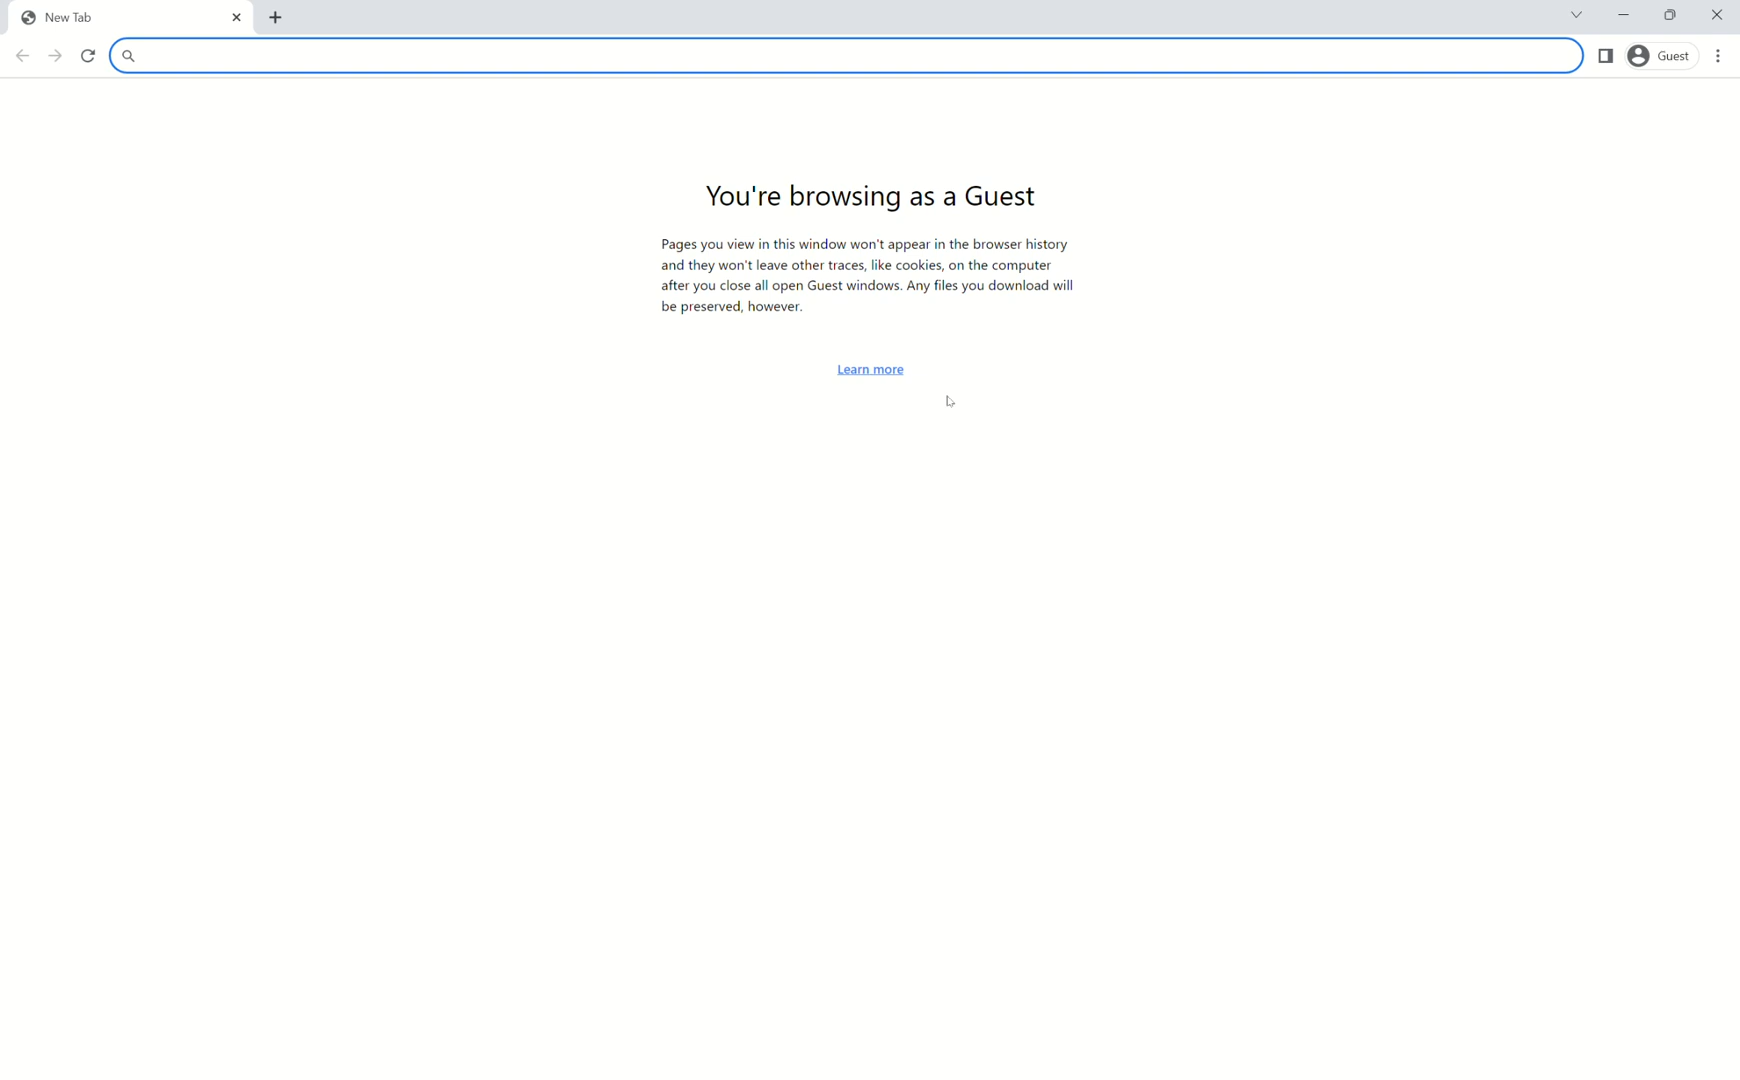 New Tab
Guest
You're browsing as a Guest
Pages you view in this window won't appear in the browser history
and they won't leave other traces, like cookies, on the computer
after you close all open Guest windows. Any files you download will
be preserved, however.
Learn more